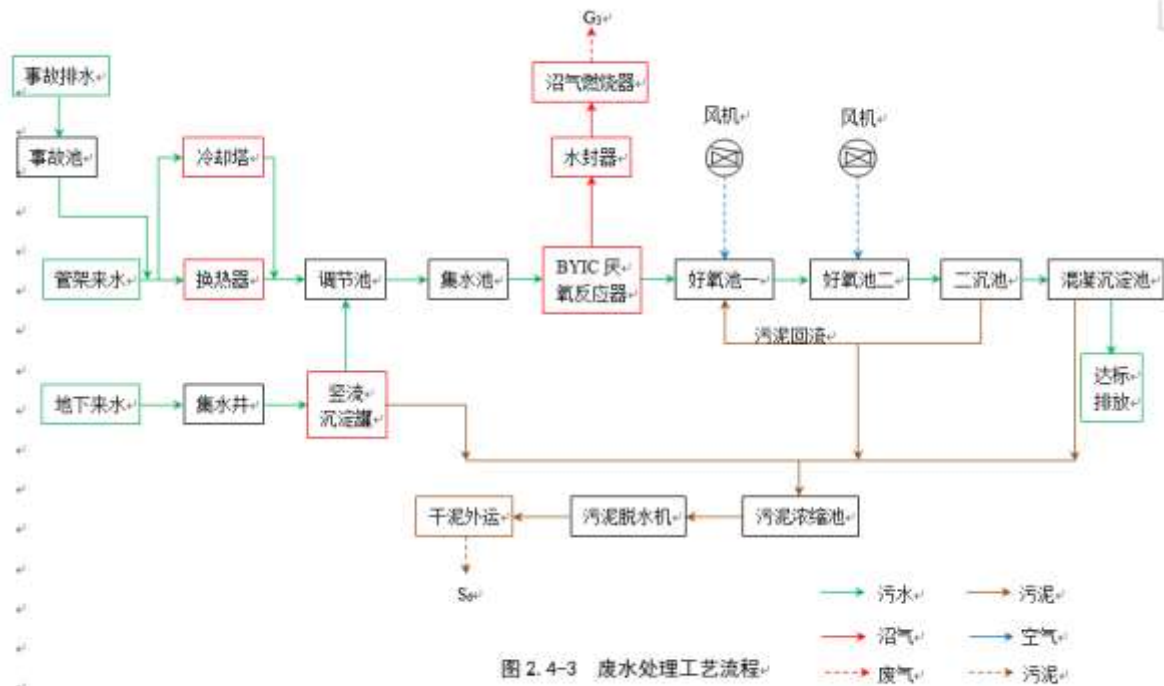 G₃
事故排水
沼气燃烧器
风机
风机
事故池
冷却塔
水封器
管架来水
换热器
调节池
集水池
BYIC 厌
氧反应器
好氧池一
好氧池二
二沉池
混凝沉淀池
污泥回流
地下来水
集水井
竖流
沉淀罐
达标
排放
干泥外运
污泥脱水机
污泥浓缩池
S₆
污水
污泥
沼气
空气
废气
污泥
图 2.4-3 废水处理工艺流程